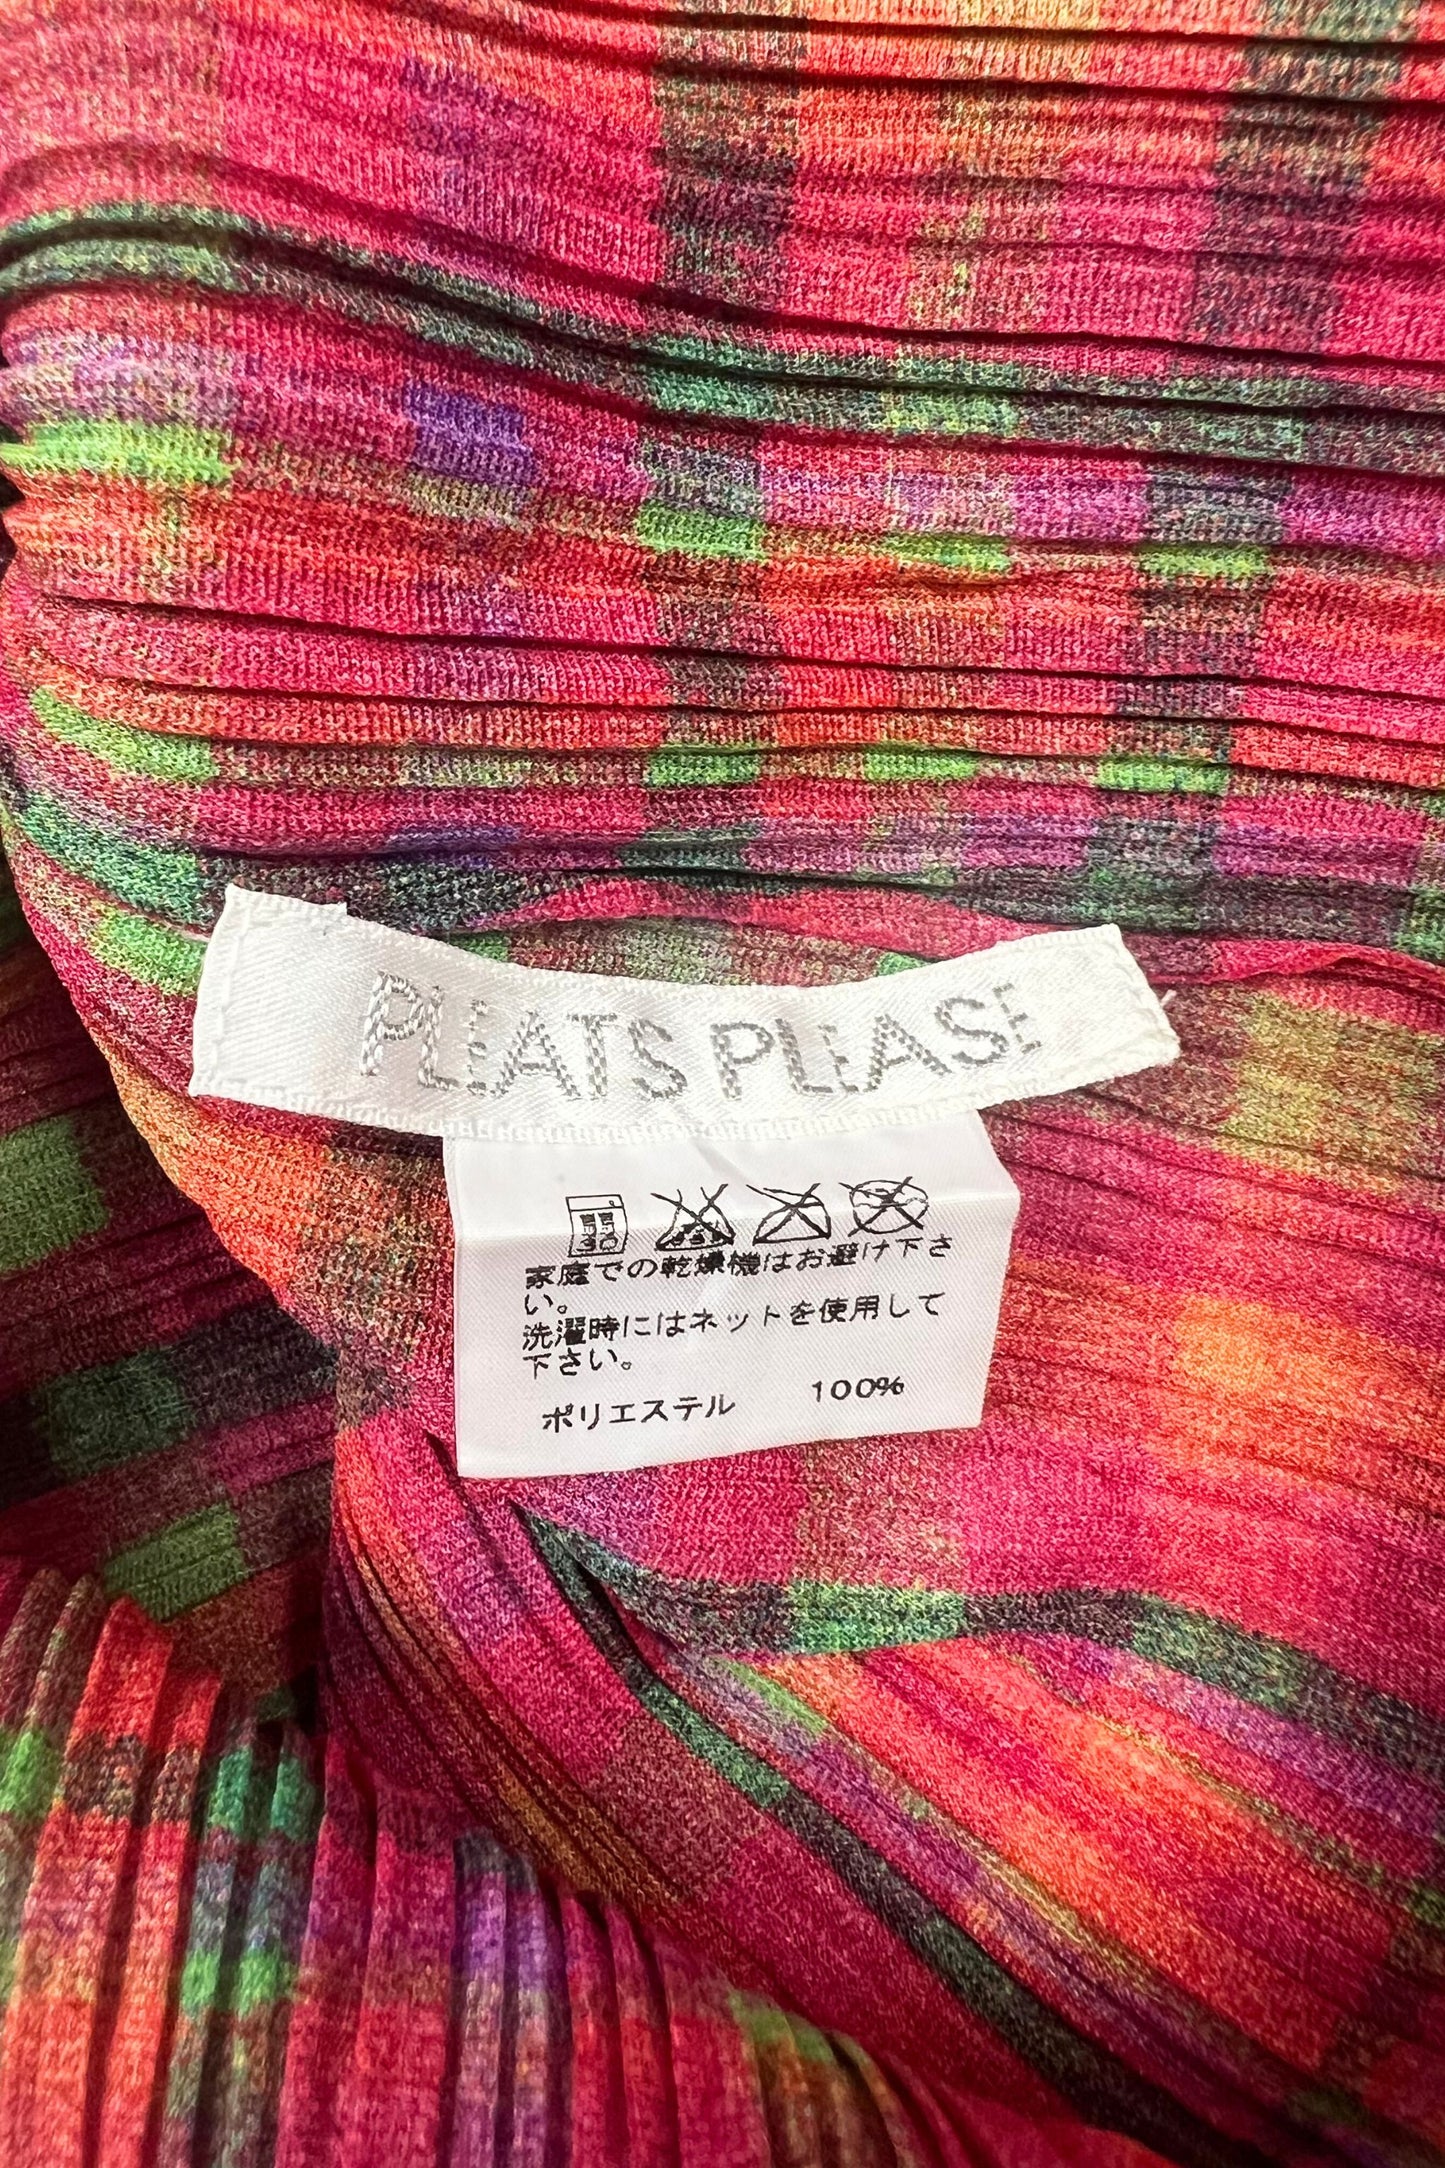 PLEATS PLEASE
30
家庭での乾燥機はお避け下さ
い。
洗濯時にはネットを使用して
下さい。
ポリエステル 100%